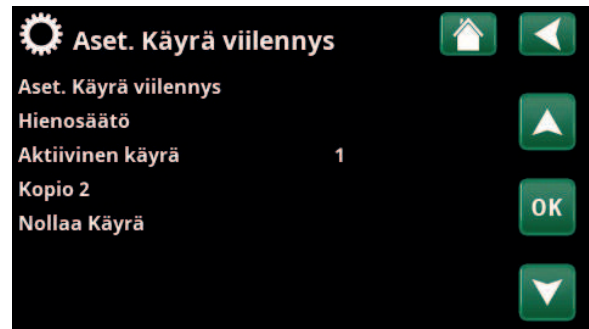 Aset. Käyrä viilennys
Aset. Käyrä viilennys
Hienosäätö
Aktiivinen käyrä 1
Kopio 2
OK
Nollaa Käyrä